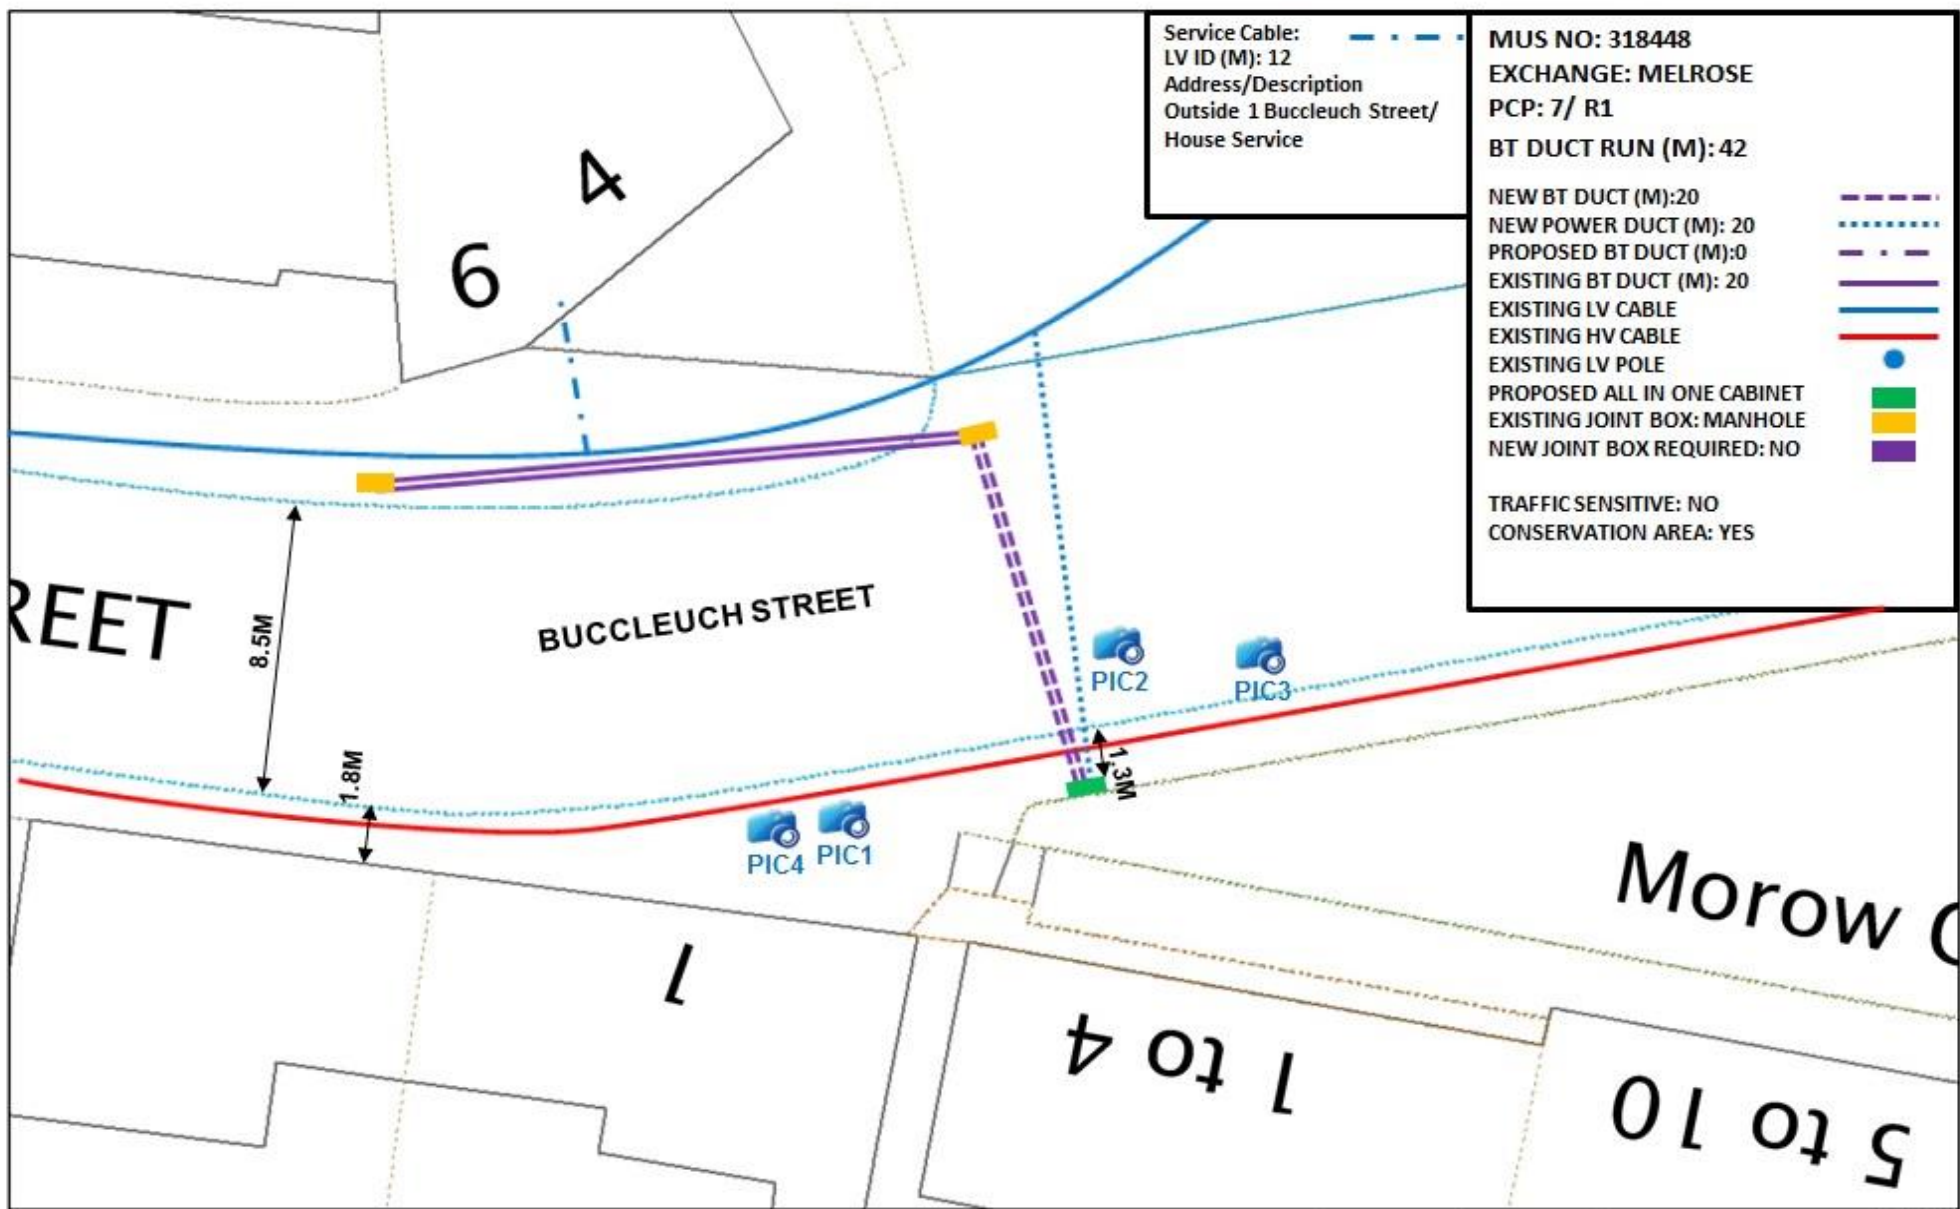 Service Cable:
LV ID (M): 12
Address/Description
Outside 1 Buccleuch Street/
House Service
MUS NO: 318448
EXCHANGE: MELROSE
PCP: 7/ R1
BT DUCT RUN (M): 42
NEW BT DUCT (M):20
NEW POWER DUCT (M): 20
PROPOSED BT DUCT (M):0
EXISTING BT DUCT (M): 20
EXISTING LV CABLE
EXISTING HV CABLE
EXISTING LV POLE
PROPOSED ALL IN ONE CABINET
EXISTING JOINT BOX: MANHOLE
NEW JOINT BOX REQUIRED: NO
TRAFFIC SENSITIVE: NO
CONSERVATION AREA: YES
4
6
REET
8.5M
BUCCLEUCH STREET
PIC2
PIC3
1.8M
1.3M
PIC4
PIC1
Morow C
1
1 to 4
5 to 10